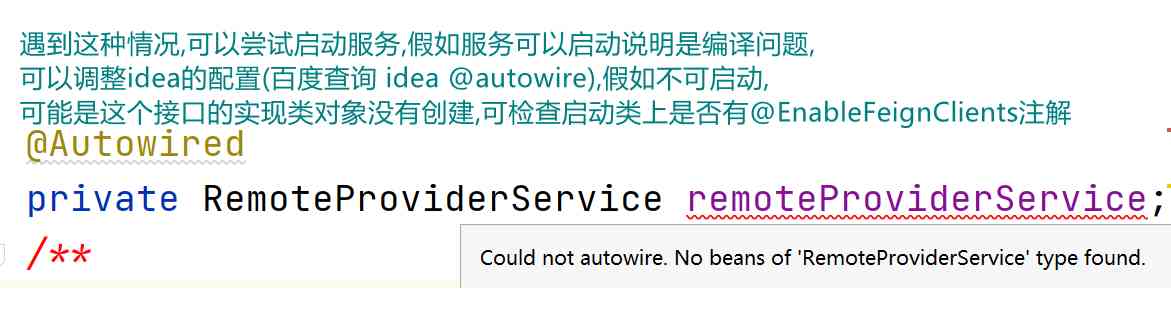 遇到这种情况,可以尝试启动服务,假如服务可以启动说明是编译问题,
可以调整idea的配置(百度查询 idea @autowire),假如不可启动,
可能是这个接口的实现类对象没有创建,可检查启动类上是否有@EnableFeignClients注解
@Autowired
private RemoteProviderService remoteProviderService;
/**
Could not autowire. No beans of 'RemoteProviderService' type found.